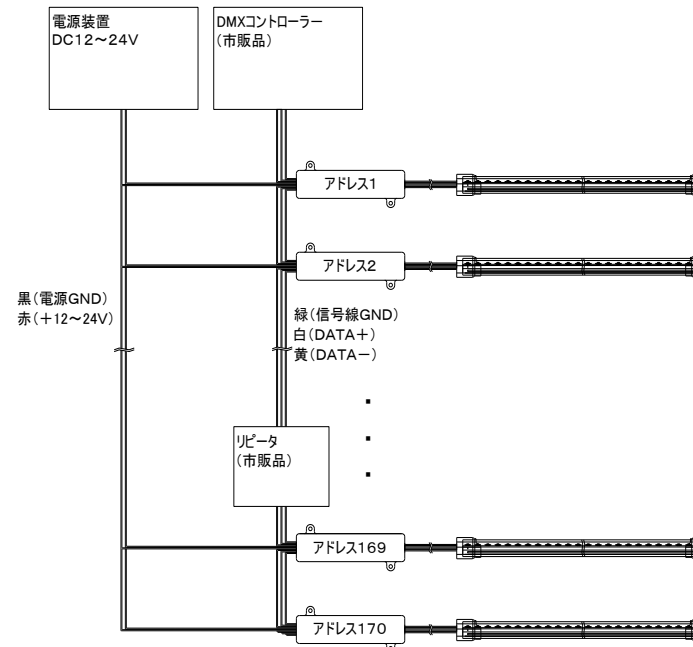 電源装置
DC12～24V
DMXコントローラー
（市販品）
アドレス1
アドレス2
黒（電源GND）
赤（＋12～24V）
緑（信号線GND）
白（DATA＋）
黄（DATA－）
リピータ
（市販品）
アドレス169
アドレス170